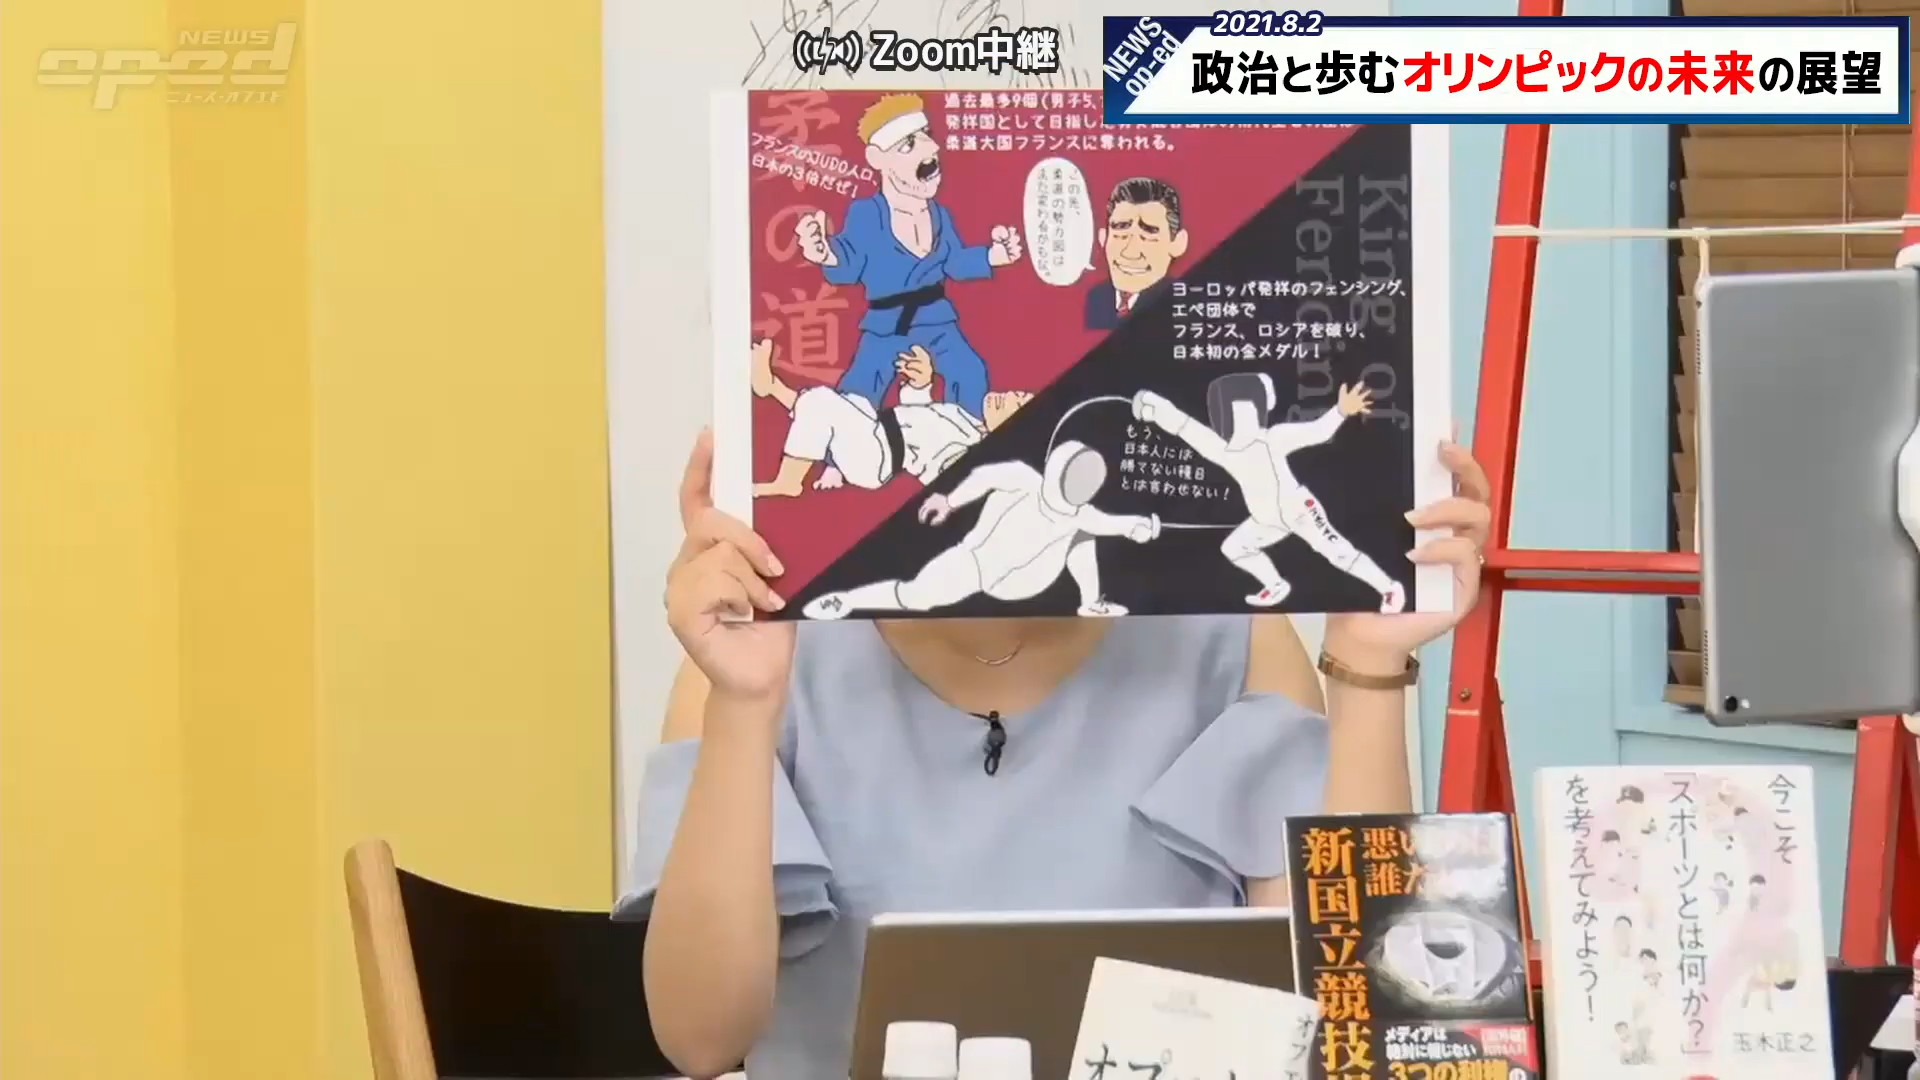 NEWS
oped
ニュース・オプエド
Zoom中継
2021.8.2
NEWS
op-ed
政治と歩むオリンピックの未来の展望
柔の道
フランスのJUDO人口、
日本の3倍だぜ!
過去最多9個(男子5、
発祥国として目指した
柔道大国フランスに奪われる。
この先、
柔道の勢力図は
また変わるかもな。
King of
Fencing
ヨーロッパ発祥のフェンシング、
エペ団体で
フランス、ロシアを破り、
日本初の金メダル!
もう、
日本人には
勝てない種目
とは言わせない!
JAPAN
悪いのは
誰だ
新国立競技場
メディアは
絶対に報じない
3つの利権の
今こそ
「スポーツとは何か?」
を考えてみよう!
玉木正之